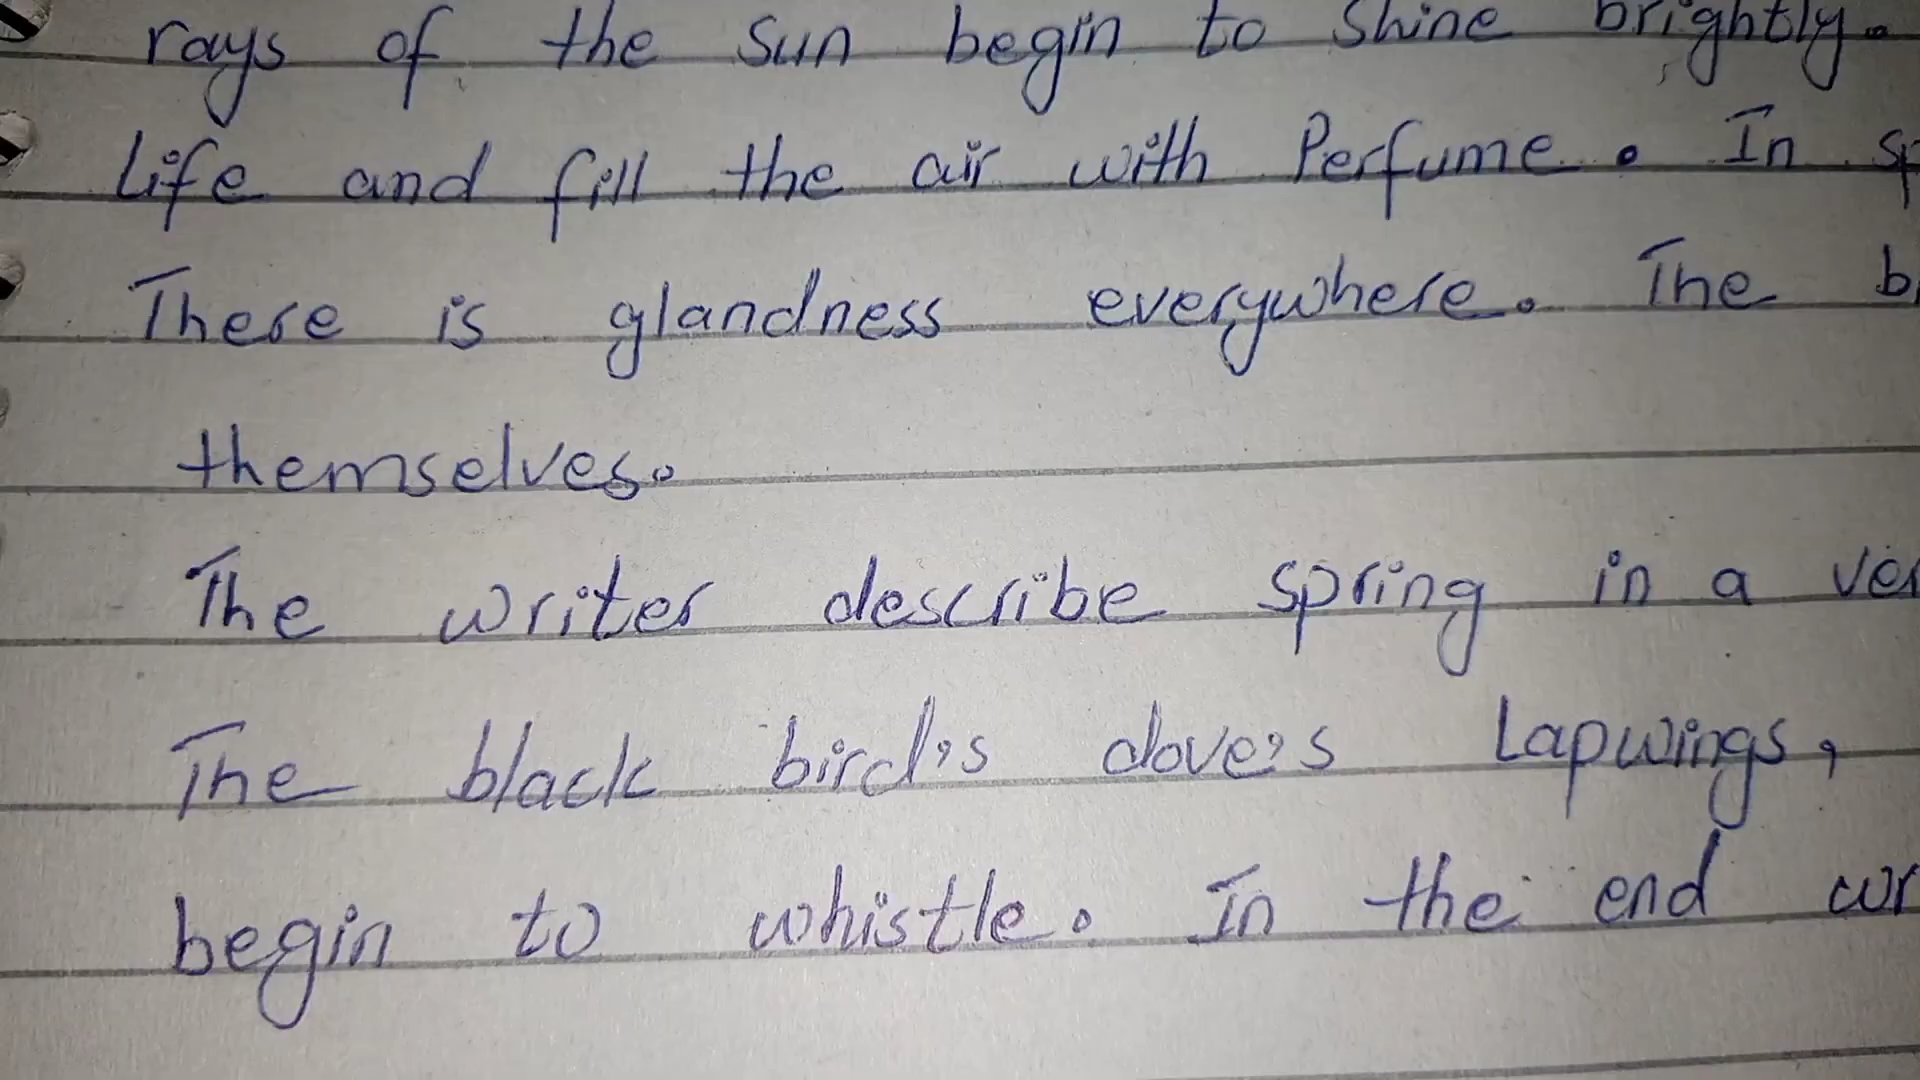 rays of the sun begin to shine brightly.
Life and fill the air with Perfume. In
There is glandness everywhere. The
themselves.
The writer describe spring in a
The black bird's dove's Lapwings,
begin to whistle. In the end